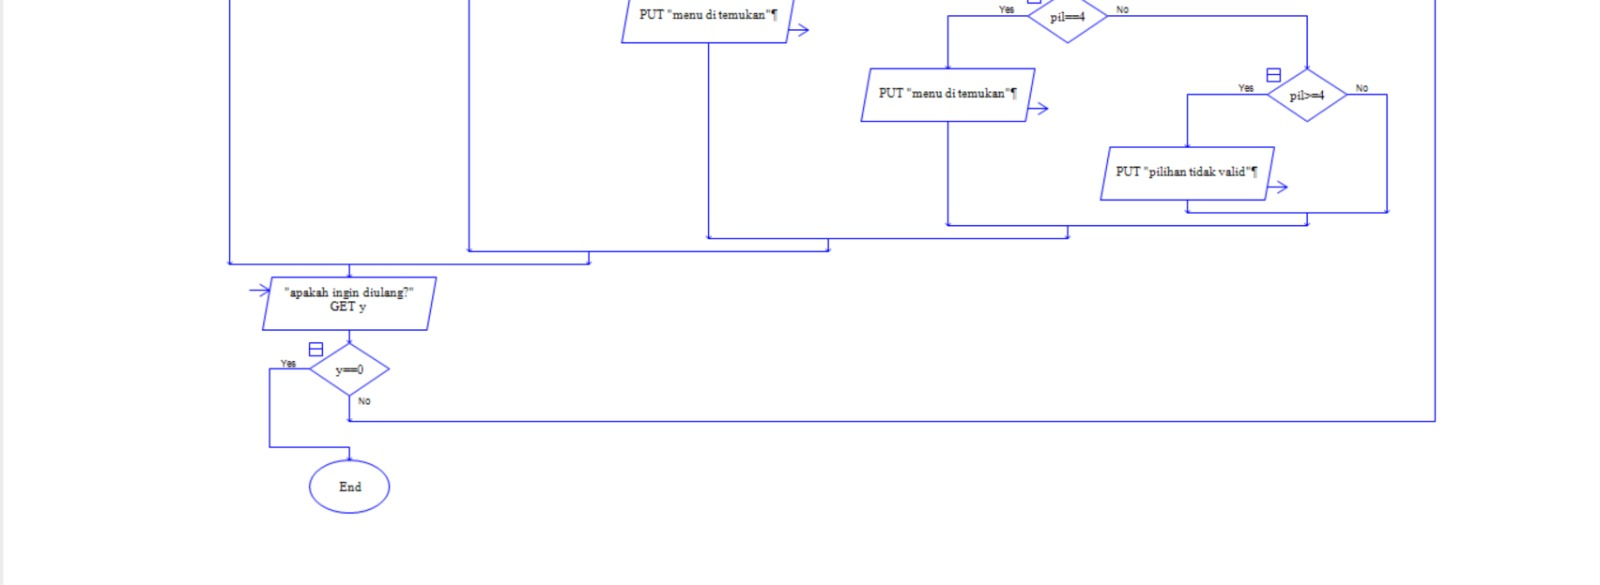 PUT "menu di temukan"¶
Yes
pil==4
No
PUT "menu di temukan"¶
Yes
pil>=4
No
PUT "pilihan tidak valid"¶
"apakah ingin diulang?"
GET y
Yes
y==0
No
End